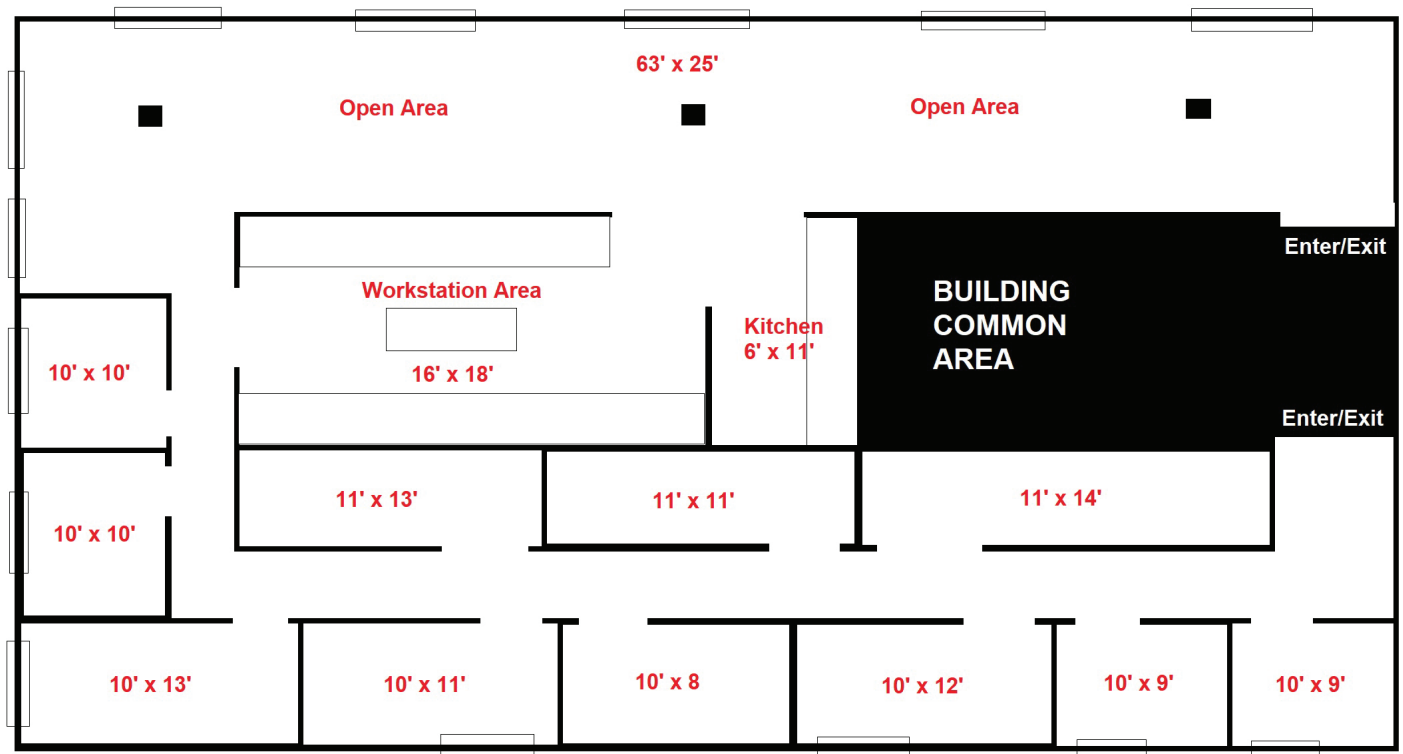 63' x 25'
Open Area
Open Area
Enter/Exit
Workstation Area
BUILDING
COMMON
AREA
Kitchen
6' x 11'
10' x 10'
16' x 18'
Enter/Exit
11' x 13'
11' x 11'
11' x 14'
10' x 10'
10' x 13'
10' x 11'
10' x 8
10' x 12'
10' x 9'
10' x 9'